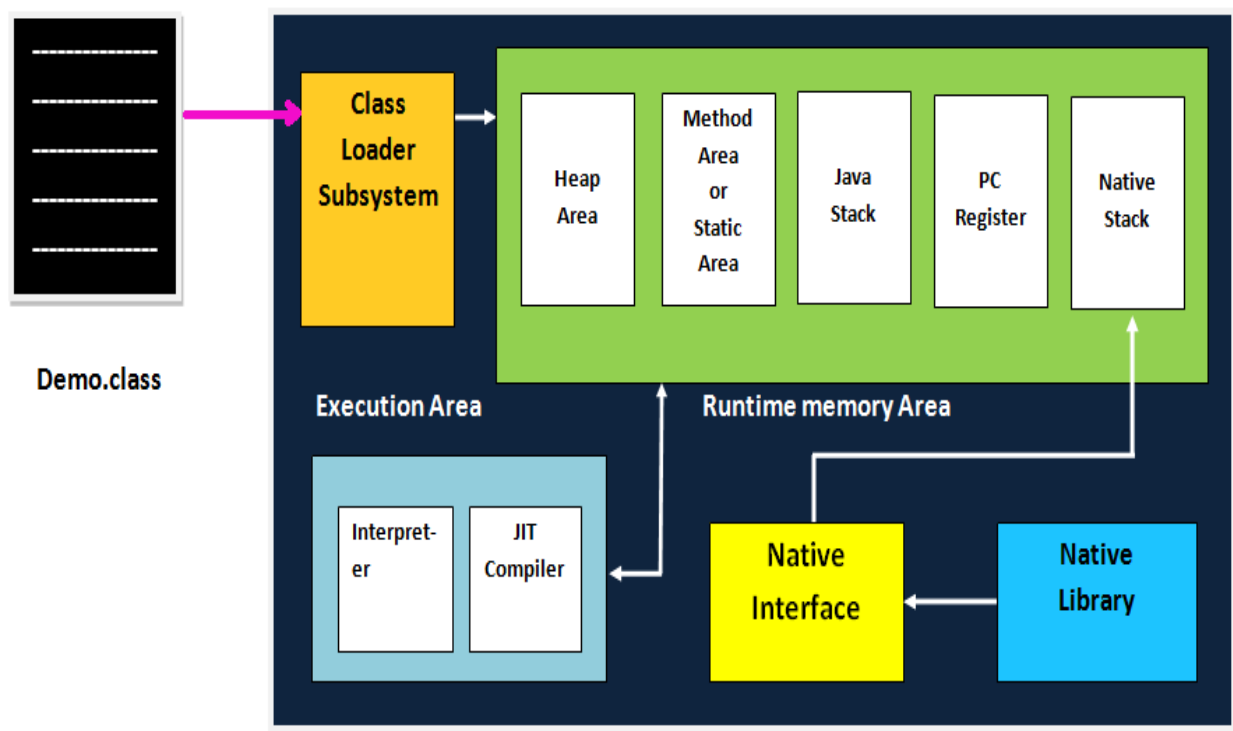 Class
Loader
Subsystem
Heap
Area
Method
Area
or
Static
Area
Java
Stack
PC
Register
Native
Stack
Demo.class
Execution Area
Runtime memory Area
Interpret-
er
JIT
Compiler
Native
Interface
Native
Library